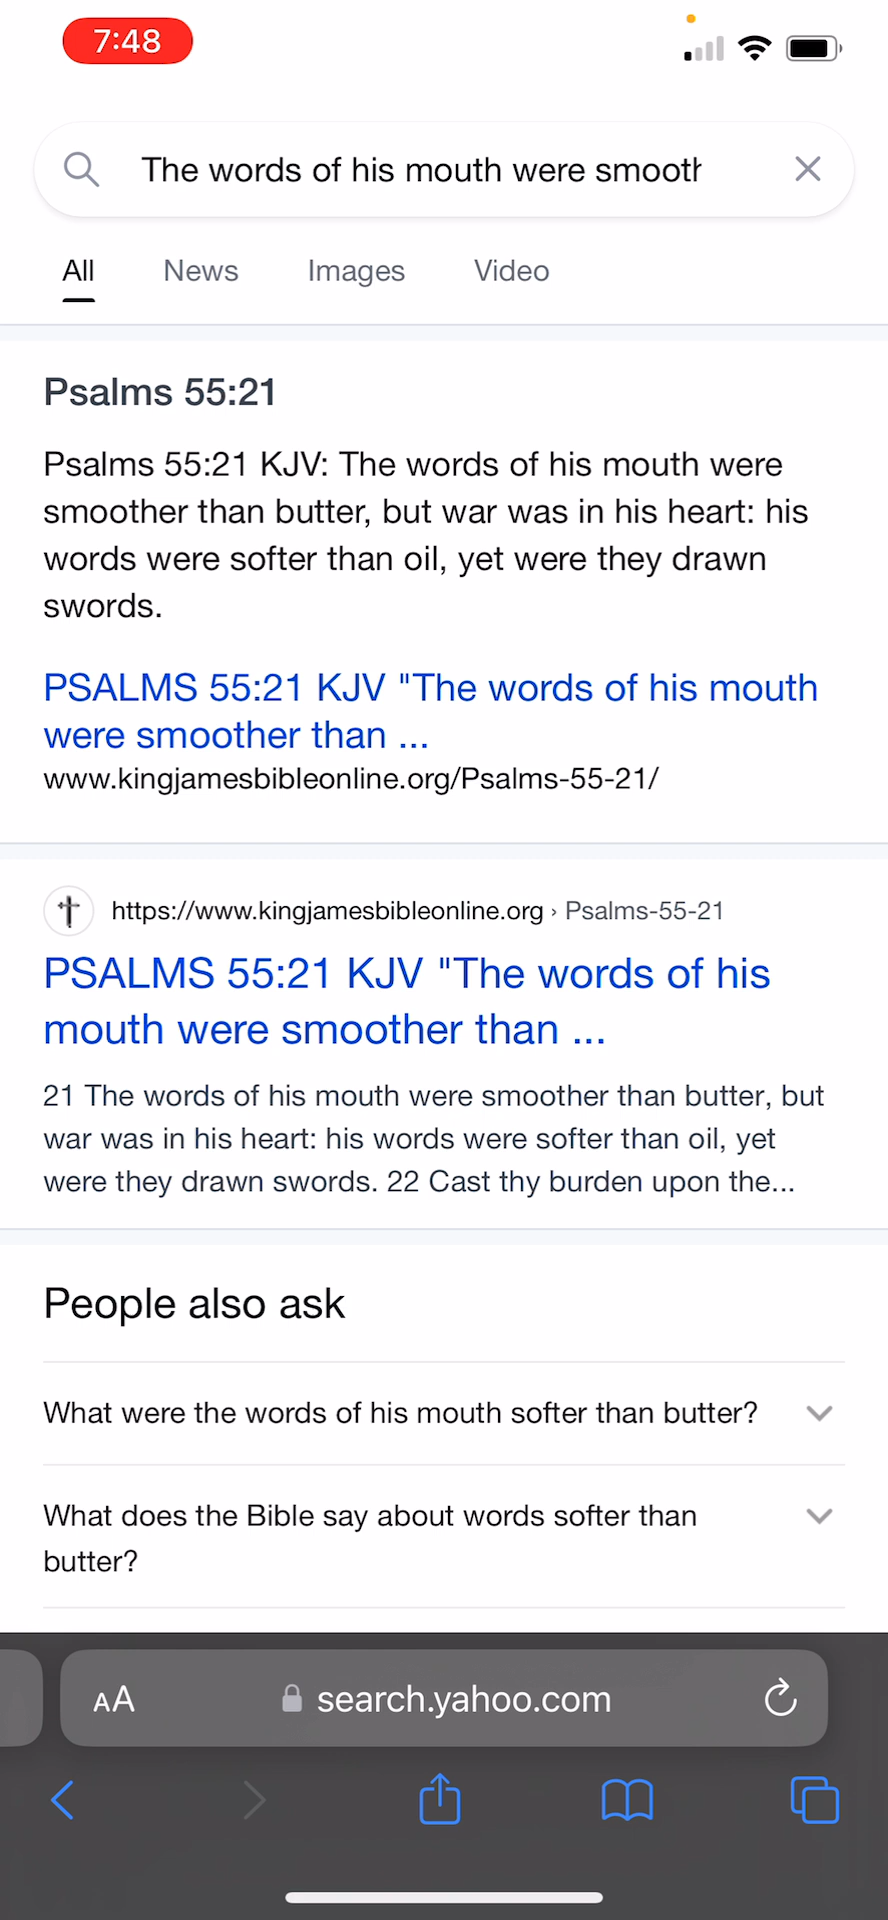 7:48
The words of his mouth were smooth
All News Images Video
Psalms 55:21
Psalms 55:21 KJV: The words of his mouth were
smoother than butter, but war was in his heart: his
words were softer than oil, yet were they drawn
swords.
PSALMS 55:21 KJV "The words of his mouth
were smoother than ...
www.kingjamesbibleonline.org/Psalms-55-21/
https://www.kingjamesbibleonline.org › Psalms-55-21
PSALMS 55:21 KJV "The words of his
mouth were smoother than ...
21 The words of his mouth were smoother than butter, but
war was in his heart: his words were softer than oil, yet
were they drawn swords. 22 Cast thy burden upon the...
People also ask
What were the words of his mouth softer than butter?
What does the Bible say about words softer than
butter?
AA search.yahoo.com